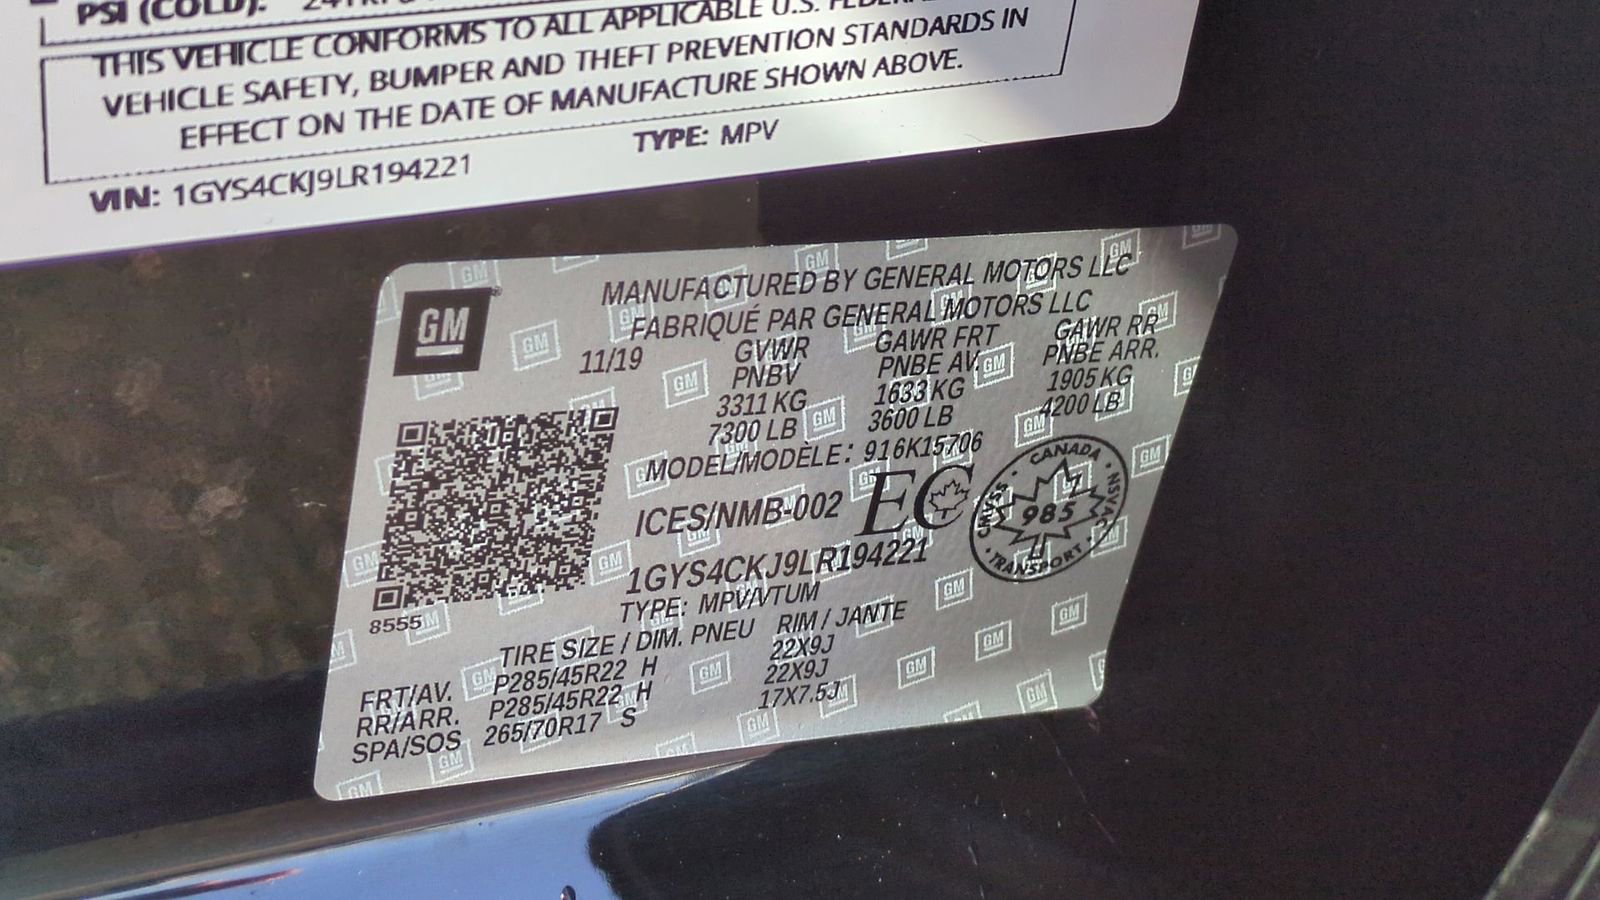 PSI (COLD):
THIS VEHICLE CONFORMS TO ALL APPLICABLE U.S.
VEHICLE SAFETY, BUMPER AND THEFT PREVENTION STANDARDS IN
EFFECT ON THE DATE OF MANUFACTURE SHOWN ABOVE.
VIN: 1GYS4CKJ9LR194221 TYPE: MPV
GM
MANUFACTURED BY GENERAL MOTORS LLC
FABRIQUÉ PAR GENERAL MOTORS LLC
11/19 GVWR GAWR FRT GAWR RR
PNBV PNBE AV. PNBE ARR.
3311 KG 1633 KG 1905 KG
7300 LB 3600 LB 4200 LB
MODEL/MODÈLE: 916K15706
ICES/NMB-002 EC
CANADA NSVAC TRANSPORT CMVSS
985
1GYS4CKJ9LR194221
8555
TYPE: MPV/VTUM
TIRE SIZE / DIM. PNEU RIM / JANTE
FRT/AV. P285/45R22 H 22X9J
RR/ARR. P285/45R22 H 22X9J
SPA/SOS 265/70R17 S 17X7.5J